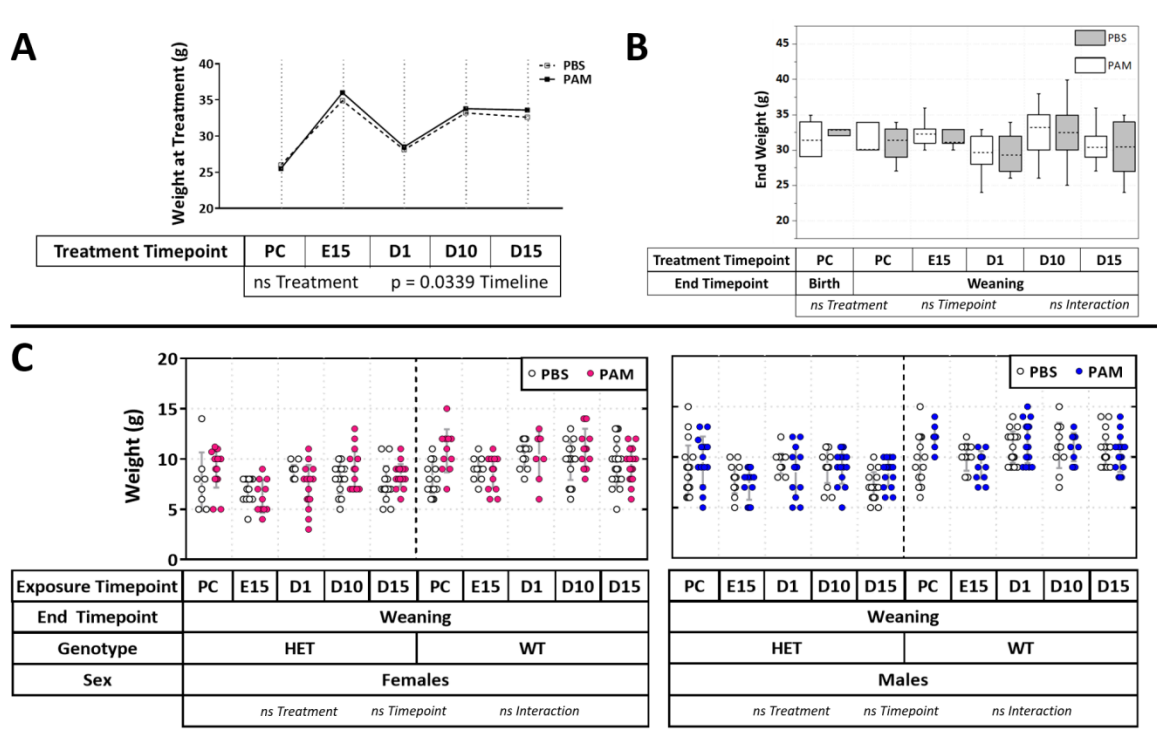 A
Weight at Treatment (g)
40
35
30
25
20
PBS
PAM
Treatment Timepoint PC E15 D1 D10 D15
ns Treatment p = 0.0339 Timeline
B
End Weight (g)
45
40
35
30
25
20
PBS
PAM
Treatment Timepoint PC PC E15 D1 D10 D15
End Timepoint Birth Weaning
ns Treatment ns Timepoint ns Interaction
C
Weight (g)
20
15
10
5
0
PBS PAM
PBS PAM
Exposure Timepoint PC E15 D1 D10 D15 PC E15 D1 D10 D15
End Timepoint Weaning
Genotype HET WT
Sex Females
ns Treatment ns Timepoint ns Interaction
PC E15 D1 D10 D15 PC E15 D1 D10 D15
Weaning
HET WT
Males
ns Treatment ns Timepoint ns Interaction